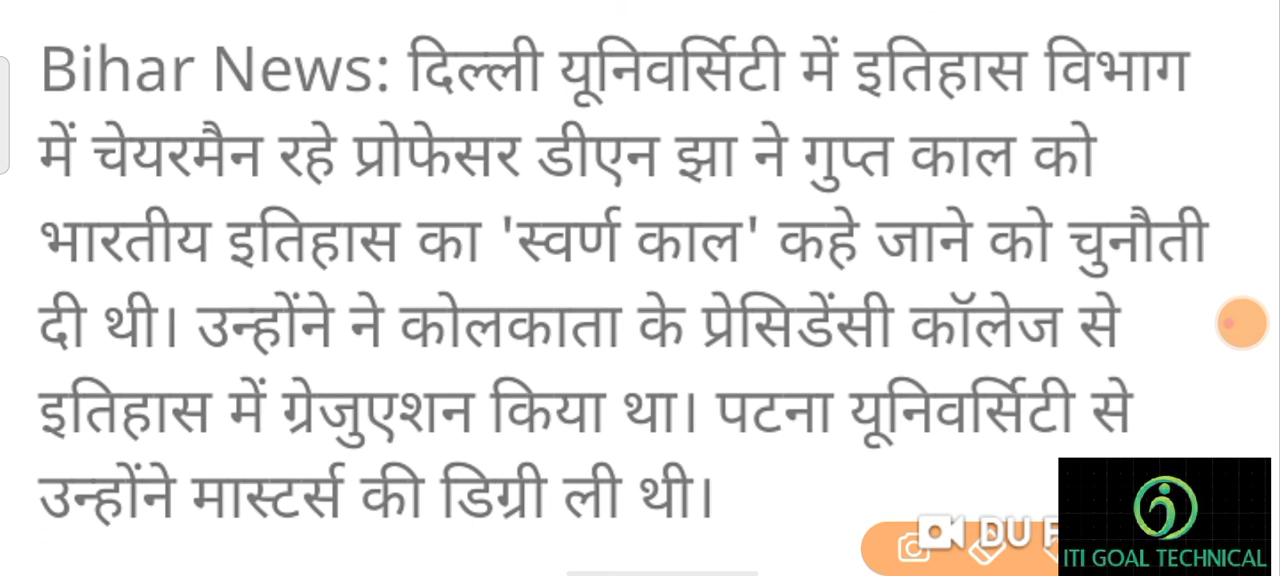 Bihar News: दिल्ली यूनिवर्सिटी में इतिहास विभाग
में चेयरमैन रहे प्रोफेसर डीएन झा ने गुप्त काल को
भारतीय इतिहास का 'स्वर्ण काल' कहे जाने को चुनौती
दी थी। उन्होंने ने कोलकाता के प्रेसिडेंसी कॉलेज से
इतिहास में ग्रेजुएशन किया था। पटना यूनिवर्सिटी से
उन्होंने मास्टर्स की डिग्री ली थी।
DU
ITI GOAL TECHNICAL